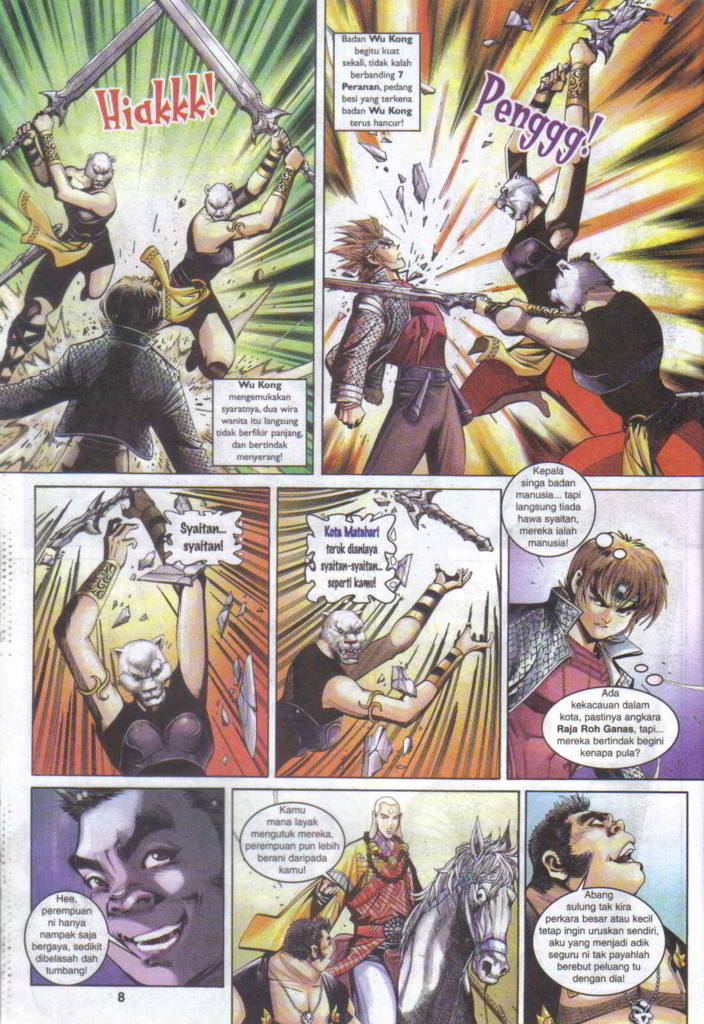 Hiakkk!
Wu Kong
mengemukakan
syaratnya, dua wira
wanita itu langsung
tidak berfikir panjang,
dan bertindak
menyerang!
Badan Wu Kong
begitu kuat
sekali, tidak kalah
berbanding 7
Peranan, pedang
besi yang terkena
badan Wu Kong
terus hancur!
Penggg!
Syaitan...
syaitan!
Kota Matahari
teruk dianiaya
syaitan-syaitan...
seperti kamu!
Kepala
singa badan
manusia... tapi
langsung tiada
hawa syaitan,
mereka ialah
manusia!
Ada
kekacauan dalam
kota, pastinya angkara
Raja Roh Ganas, tapi...
mereka bertindak begini
kenapa pula?
Hee,
perempuan
ni hanya
nampak saja
bergaya, sedikit
dibelasah dah
tumbang!
Kamu
mana layak
mengutuk mereka,
perempuan pun lebih
berani daripada
kamu!
Abang
sulung tak kira
perkara besar atau kecil
tetap ingin uruskan sendiri,
aku yang menjadi adik
seguru ni tak payahlah
berebut peluang tu
dengan dia!
8